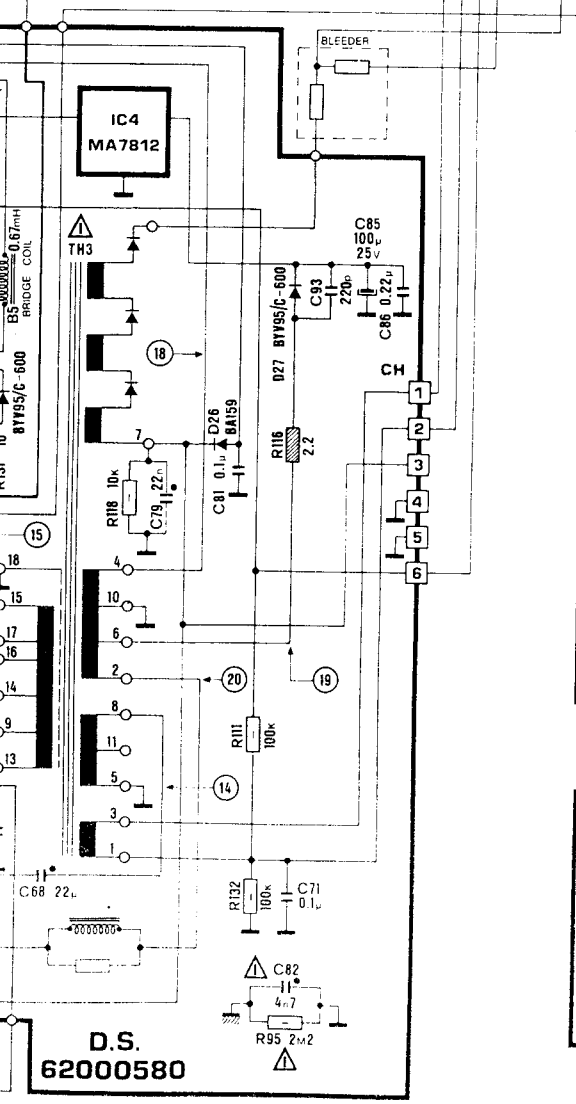 BLEEDER
IC4
MA7812
TH3
0.67mH
B5
BRIDGE COIL
BYV95/C-600
C85
100µ
25V
BYV95/C-600
D27
C93
220p
C86 0.22µ
18
CH
1
2
3
4
5
6
D26
BA159
7
R116
2.2
R118 10K
C79 22n
C81 0.1µ
R131 10
15
18
15
17
16
14
9
13
4
10
6
2
20
19
8
11
5
14
3
1
R111
100K
C68 22µ
R132
100K
C71
0.1µ
C82
4n7
R95 2M2
D.S.
62000580